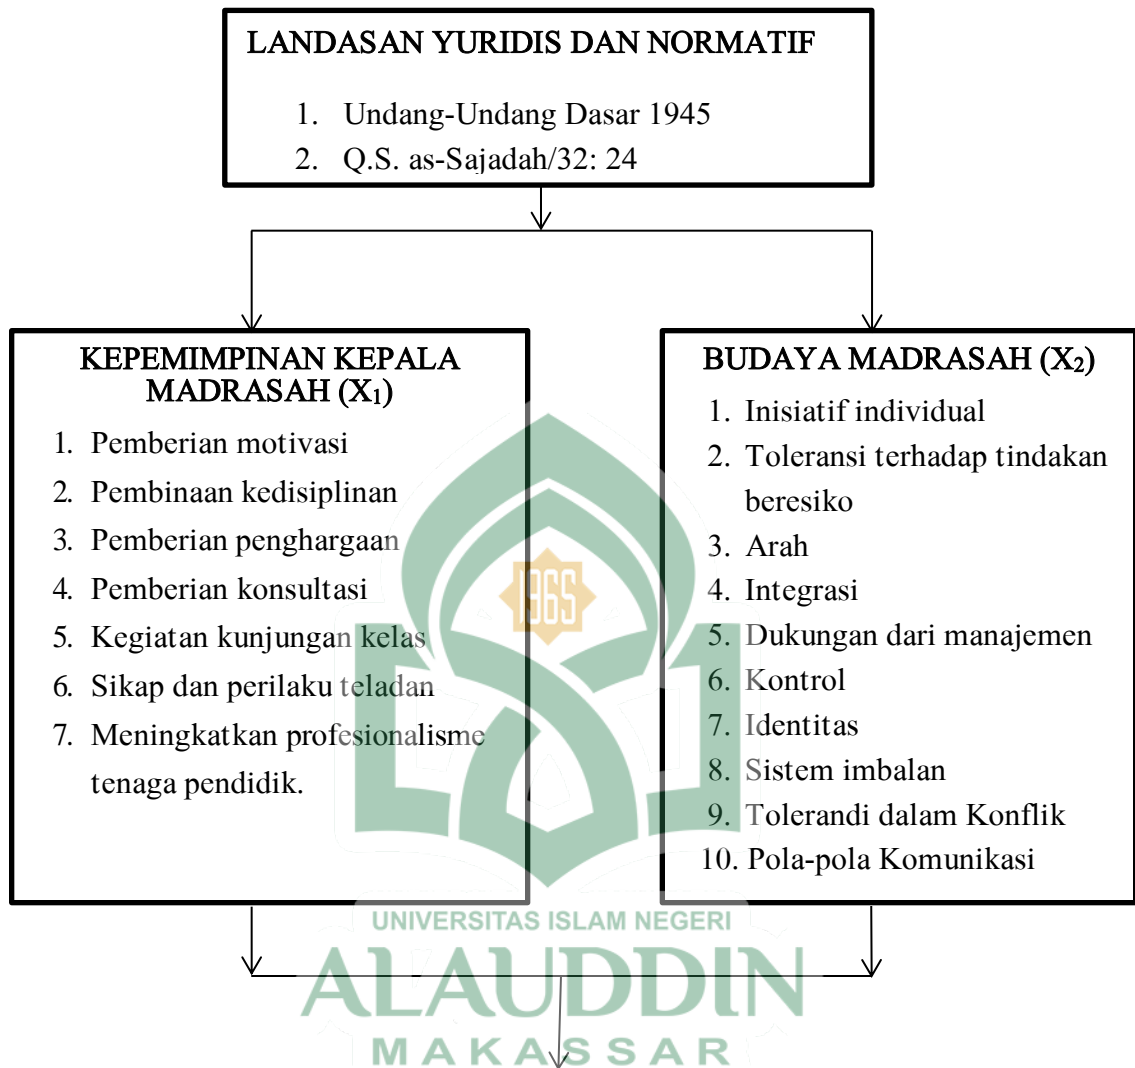 LANDASAN YURIDIS DAN NORMATIF
1. Undang-Undang Dasar 1945
2. Q.S. as-Sajadah/32: 24
KEPEMIMPINAN KEPALA
MADRASAH (X₁)
1. Pemberian motivasi
2. Pembinaan kedisiplinan
3. Pemberian penghargaan
4. Pemberian konsultasi
5. Kegiatan kunjungan kelas
6. Sikap dan perilaku teladan
7. Meningkatkan profesionalisme
tenaga pendidik.
BUDAYA MADRASAH (X₂)
1. Inisiatif individual
2. Toleransi terhadap tindakan
beresiko
3. Arah
4. Integrasi
5. Dukungan dari manajemen
6. Kontrol
7. Identitas
8. Sistem imbalan
9. Tolerandi dalam Konflik
10. Pola-pola Komunikasi
1965
UNIVERSITAS ISLAM NEGERI
ALAUDDIN
MAKASSAR